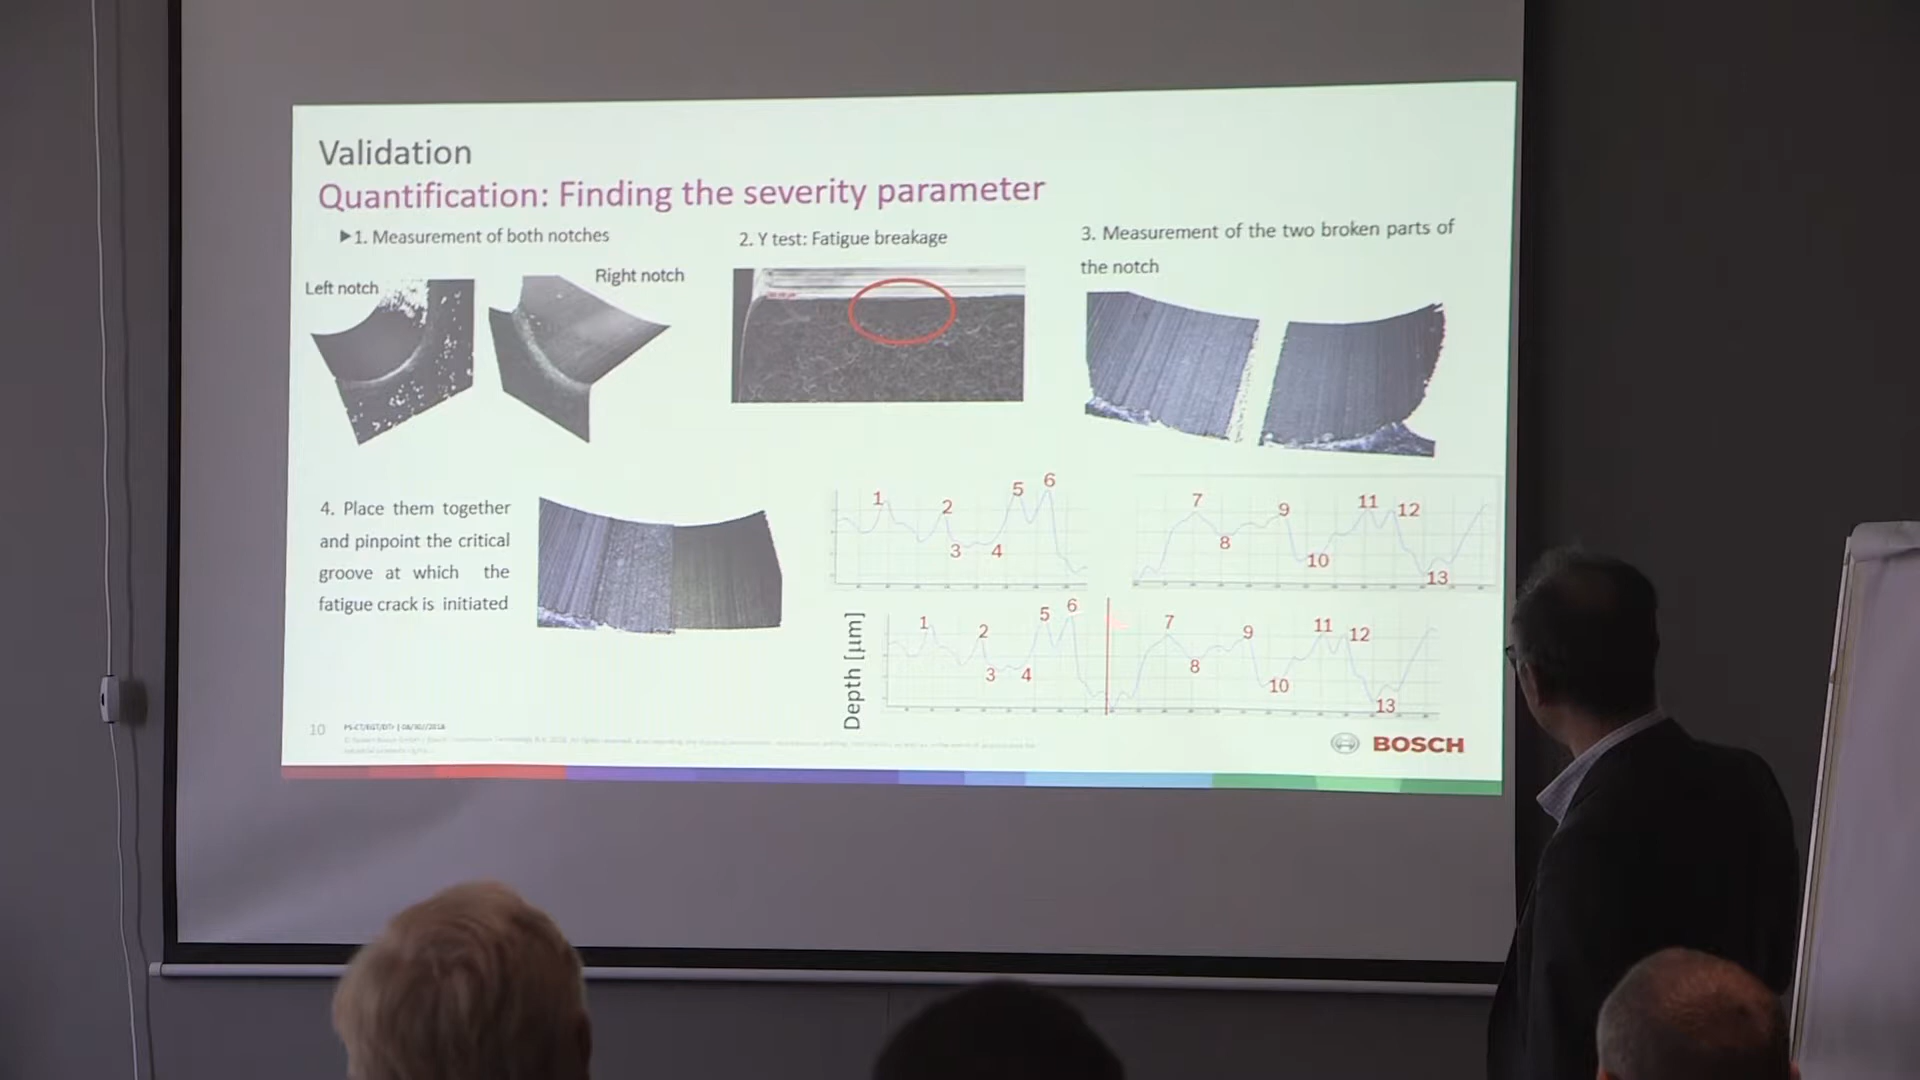 Validation
Quantification: Finding the severity parameter
1. Measurement of both notches
Left notch
Right notch
2. Y test: Fatigue breakage
3. Measurement of the two broken parts of
the notch
4. Place them together
and pinpoint the critical
groove at which the
fatigue crack is initiated
1 2 3 4 5 6
7 8 9 10 11 12 13
Depth [µm]
1 2 3 4 5 6 7 8 9 10 11 12 13
10
BOSCH